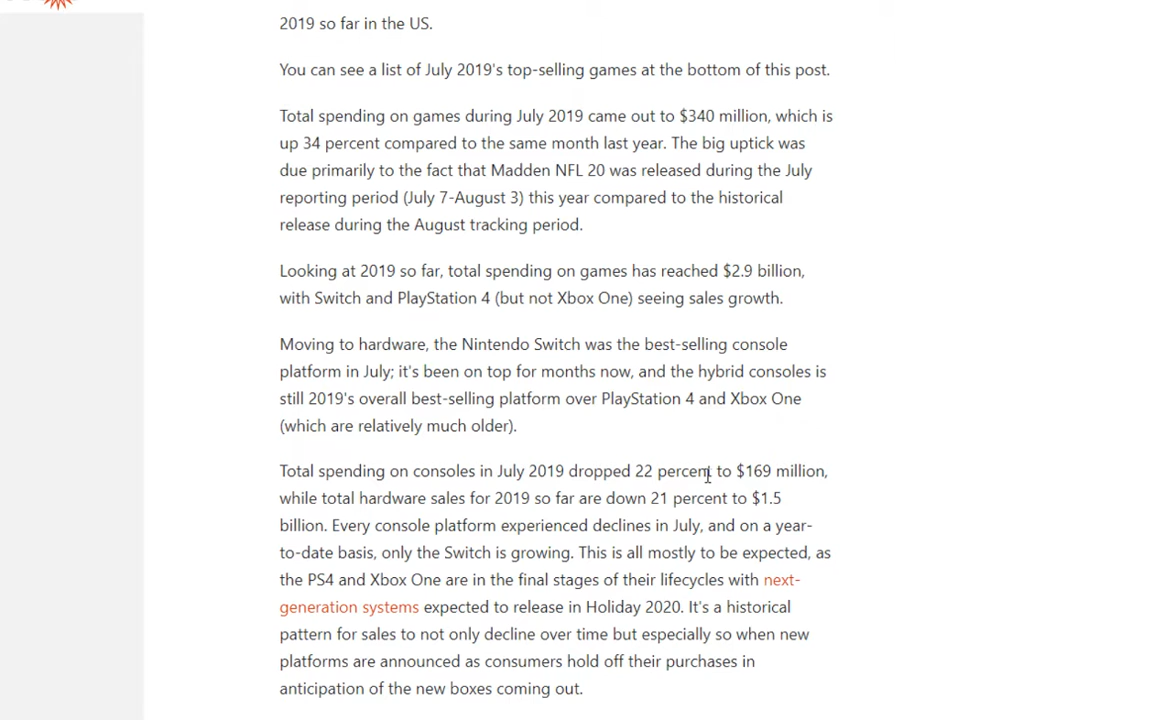 2019 so far in the US.
You can see a list of July 2019's top-selling games at the bottom of this post.
Total spending on games during July 2019 came out to $340 million, which is
up 34 percent compared to the same month last year. The big uptick was
due primarily to the fact that Madden NFL 20 was released during the July
reporting period (July 7-August 3) this year compared to the historical
release during the August tracking period.
Looking at 2019 so far, total spending on games has reached $2.9 billion,
with Switch and PlayStation 4 (but not Xbox One) seeing sales growth.
Moving to hardware, the Nintendo Switch was the best-selling console
platform in July; it's been on top for months now, and the hybrid consoles is
still 2019's overall best-selling platform over PlayStation 4 and Xbox One
(which are relatively much older).
Total spending on consoles in July 2019 dropped 22 percent to $169 million,
while total hardware sales for 2019 so far are down 21 percent to $1.5
billion. Every console platform experienced declines in July, and on a year-
to-date basis, only the Switch is growing. This is all mostly to be expected, as
the PS4 and Xbox One are in the final stages of their lifecycles with next-
generation systems expected to release in Holiday 2020. It's a historical
pattern for sales to not only decline over time but especially so when new
platforms are announced as consumers hold off their purchases in
anticipation of the new boxes coming out.